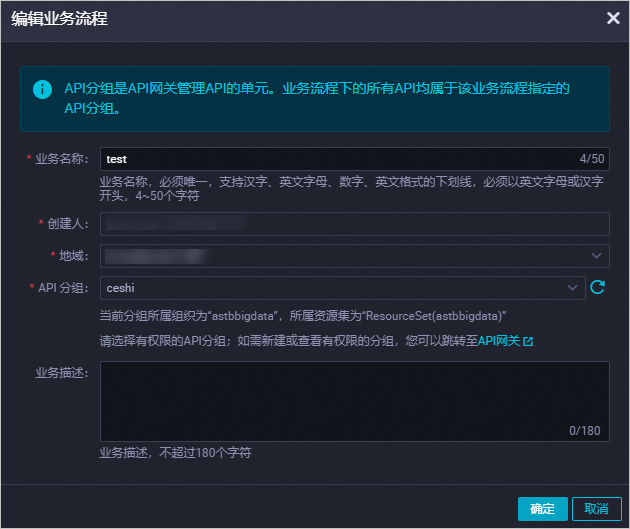 编辑业务流程
API分组是API网关管理API的单元。业务流程下的所有API均属于该业务流程指定的
API分组。
* 业务名称： test 4/50
业务名称，必须唯一，支持汉字、英文字母、数字、英文格式的下划线，必须以英文字母或汉字
开头，4~50个字符
* 创建人：
* 地域：
* API 分组： ceshi
当前分组所属组织为“astbbigdata”，所属资源集为“ResourceSet(astbbigdata)”
请选择有权限的API分组；如需新建或查看有权限的分组，您可以跳转至API网关
业务描述：
0/180
业务描述，不超过180个字符
确定 取消